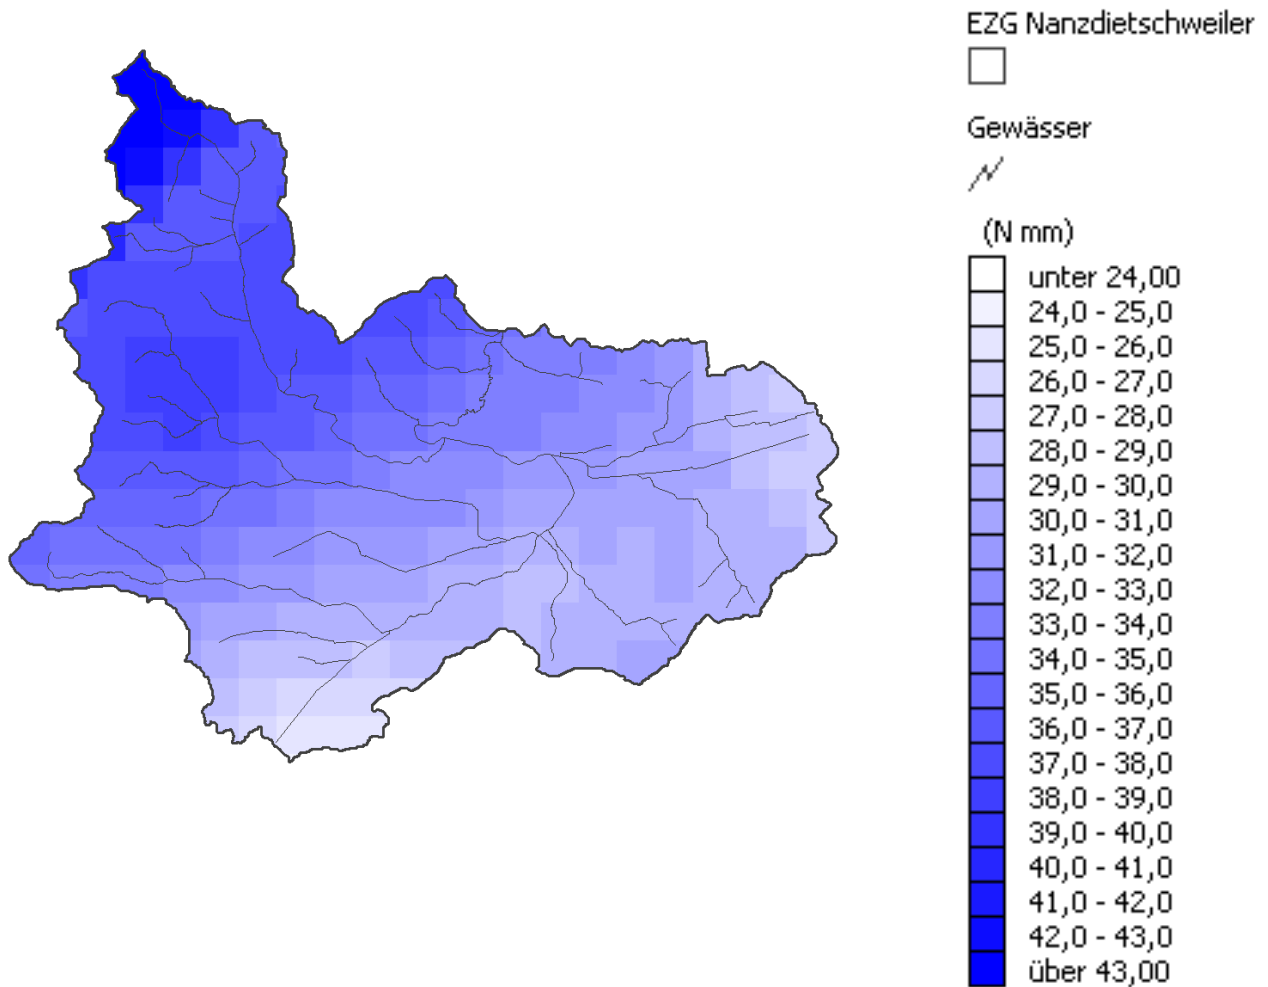 EZG Nanzdietschweiler
Gewässer
(N mm)
unter 24,00
24,0 - 25,0
25,0 - 26,0
26,0 - 27,0
27,0 - 28,0
28,0 - 29,0
29,0 - 30,0
30,0 - 31,0
31,0 - 32,0
32,0 - 33,0
33,0 - 34,0
34,0 - 35,0
35,0 - 36,0
36,0 - 37,0
37,0 - 38,0
38,0 - 39,0
39,0 - 40,0
40,0 - 41,0
41,0 - 42,0
42,0 - 43,0
über 43,00